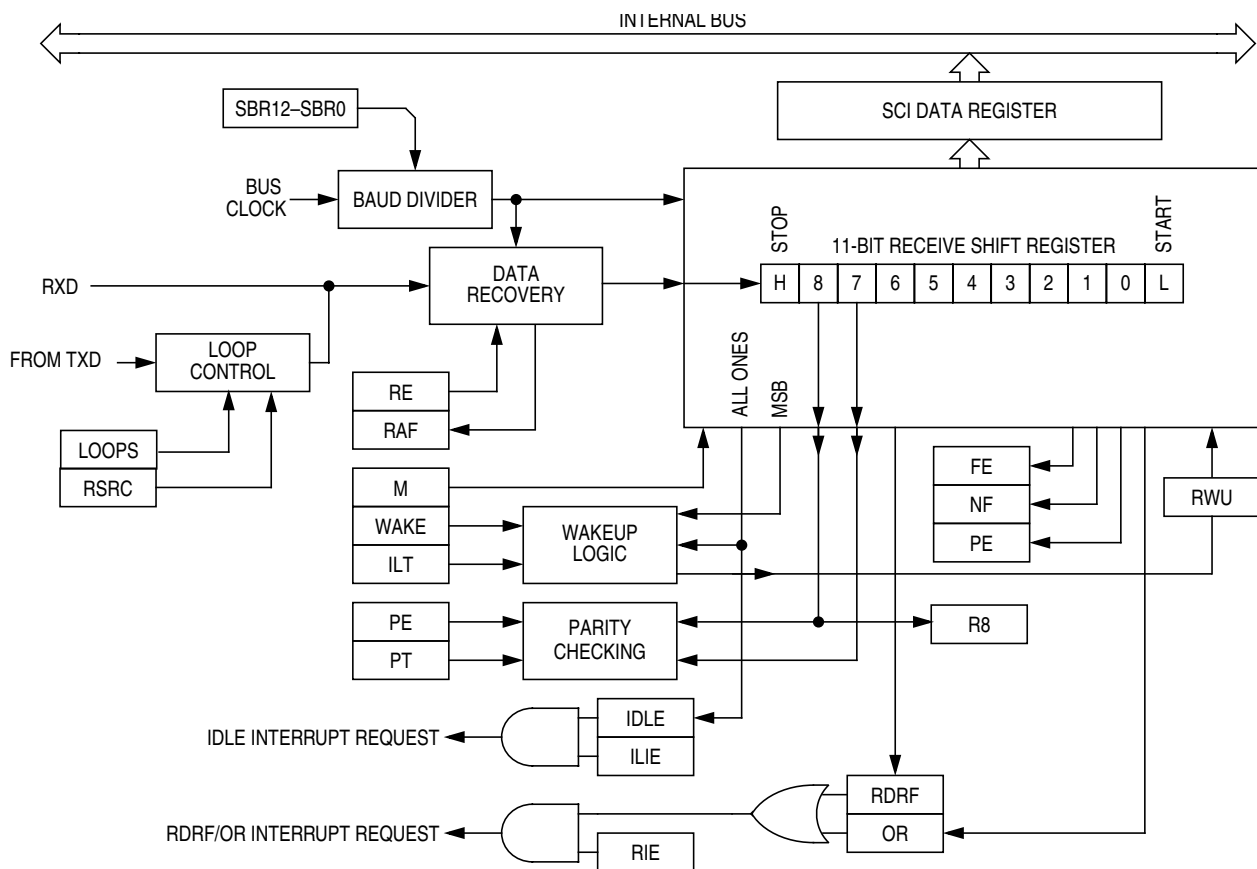 INTERNAL BUS
SBR12–SBR0
SCI DATA REGISTER
BUS
CLOCK
BAUD DIVIDER
STOP
11-BIT RECEIVE SHIFT REGISTER
START
RXD
DATA
RECOVERY
H 8 7 6 5 4 3 2 1 0 L
FROM TXD
LOOP
CONTROL
ALL ONES
MSB
RE
RAF
LOOPS
RSRC
M
WAKE
ILT
WAKEUP
LOGIC
FE
NF
PE
RWU
PE
PT
PARITY
CHECKING
R8
IDLE INTERRUPT REQUEST
IDLE
ILIE
RDRF/OR INTERRUPT REQUEST
RDRF
OR
RIE